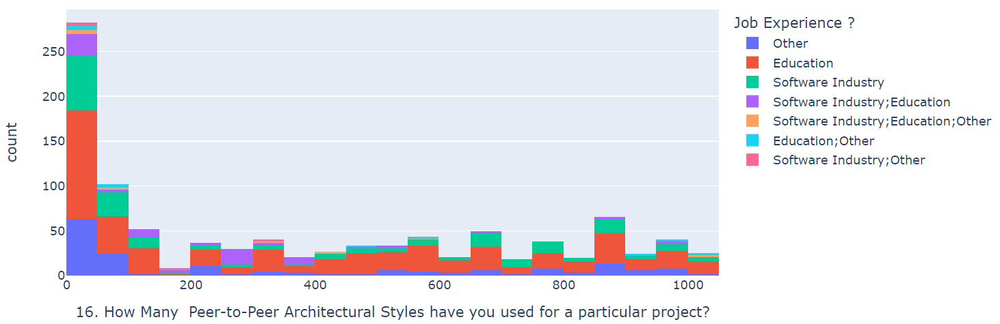 Job Experience ?
Other
Education
Software Industry
Software Industry;Education
Software Industry;Education;Other
Education;Other
Software Industry;Other
count
250
200
150
100
50
0
0 200 400 600 800 1000
16. How Many  Peer-to-Peer Architectural Styles have you used for a particular project?